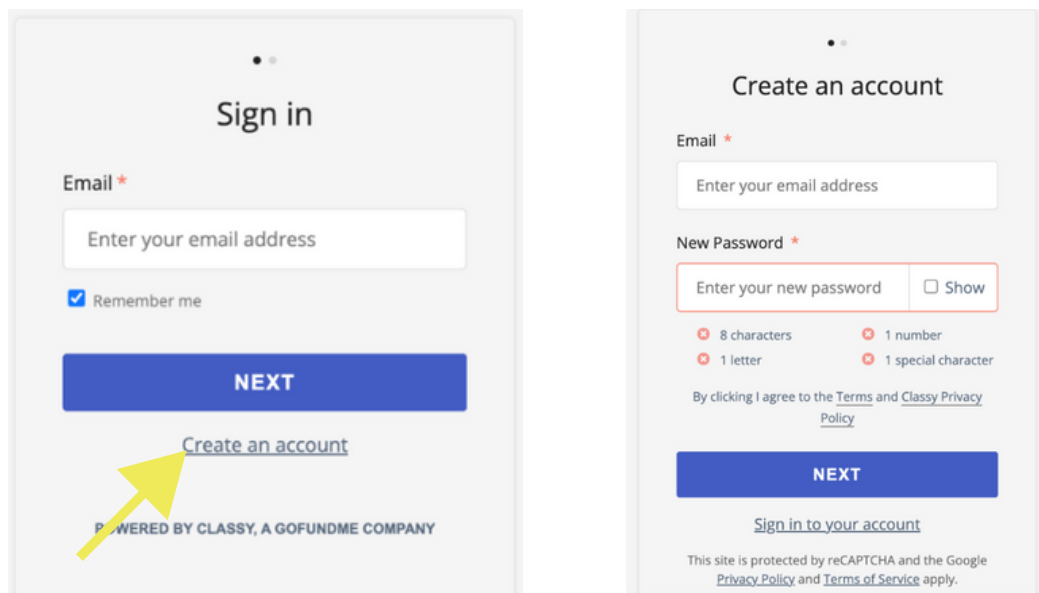 Sign in
Email *
Enter your email address
Remember me
NEXT
Create an account
POWERED BY CLASSY, A GOFUNDME COMPANY
Create an account
Email *
Enter your email address
New Password *
Enter your new password
Show
8 characters
1 number
1 letter
1 special character
By clicking I agree to the Terms and Classy Privacy
Policy
NEXT
Sign in to your account
This site is protected by reCAPTCHA and the Google
Privacy Policy and Terms of Service apply.